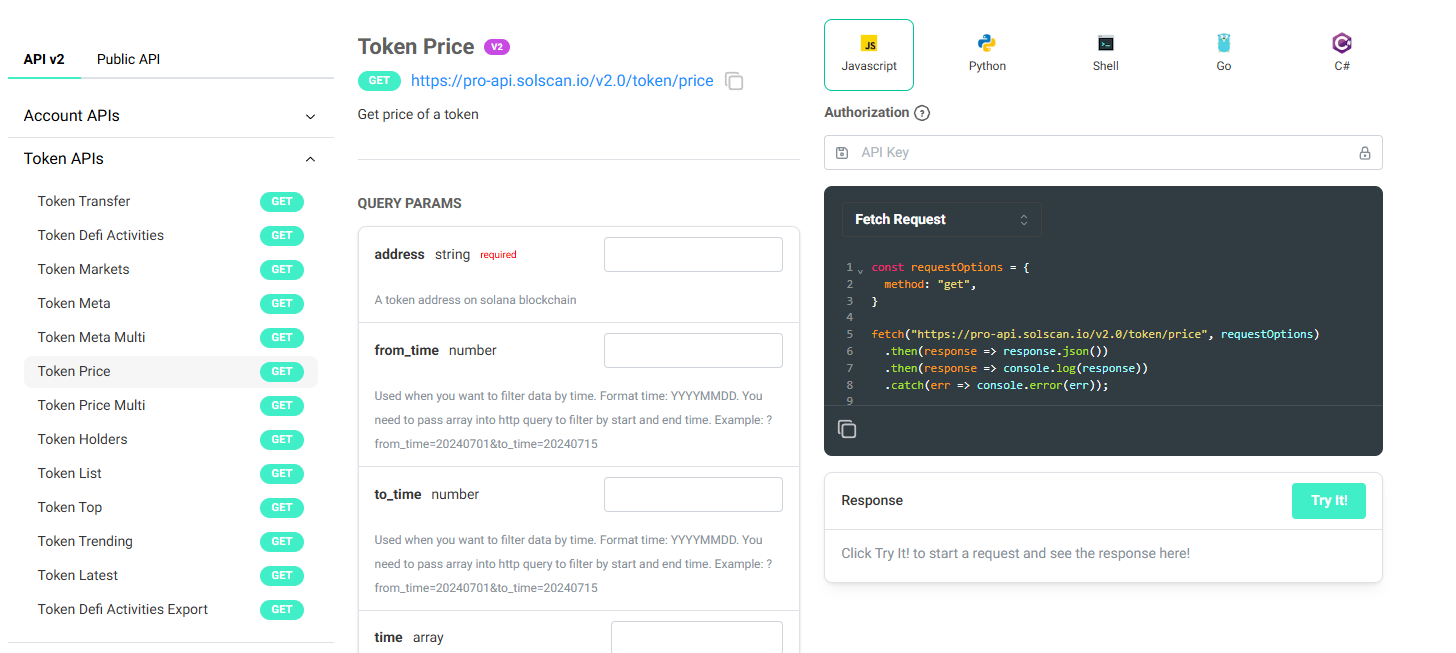 API v2
Public API
Account APIs
Token APIs
Token Transfer GET
Token Defi Activities GET
Token Markets GET
Token Meta GET
Token Meta Multi GET
Token Price GET
Token Price Multi GET
Token Holders GET
Token List GET
Token Top GET
Token Trending GET
Token Latest GET
Token Defi Activities Export GET
Token Price V2
GET https://pro-api.solscan.io/v2.0/token/price
Get price of a token
QUERY PARAMS
address string required
A token address on solana blockchain
from_time number
Used when you want to filter data by time. Format time: YYYYMMDD. You
need to pass array into http query to filter by start and end time. Example: ?
from_time=20240701&to_time=20240715
to_time number
Used when you want to filter data by time. Format time: YYYYMMDD. You
need to pass array into http query to filter by start and end time. Example: ?
from_time=20240701&to_time=20240715
time array
JS
Javascript
Python
Shell
Go
C#
Authorization ?
API Key
Fetch Request
1 const requestOptions = {
2   method: "get",
3 }
4
5 fetch("https://pro-api.solscan.io/v2.0/token/price", requestOptions)
6   .then(response => response.json())
7   .then(response => console.log(response))
8   .catch(err => console.error(err));
9
Response
Try It!
Click Try It! to start a request and see the response here!